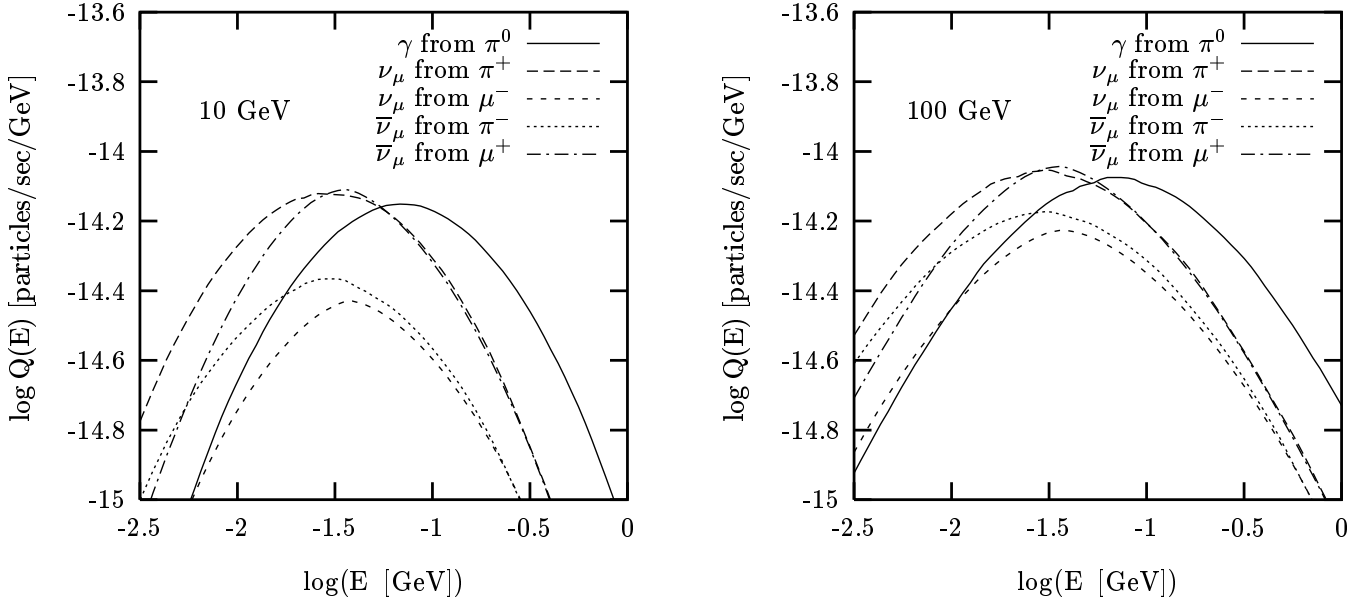 -13.6
-13.8
-14
-14.2
-14.4
-14.6
-14.8
-15
-2.5 -2 -1.5 -1 -0.5 0
log Q(E) [particles/sec/GeV]
log(E [GeV])
10 GeV
γ from π⁰
ν_μ from π⁺
ν_μ from μ⁻
ν̅_μ from π⁻
ν̅_μ from μ⁺
-13.6
-13.8
-14
-14.2
-14.4
-14.6
-14.8
-15
-2.5 -2 -1.5 -1 -0.5 0
log Q(E) [particles/sec/GeV]
log(E [GeV])
100 GeV
γ from π⁰
ν_μ from π⁺
ν_μ from μ⁻
ν̅_μ from π⁻
ν̅_μ from μ⁺